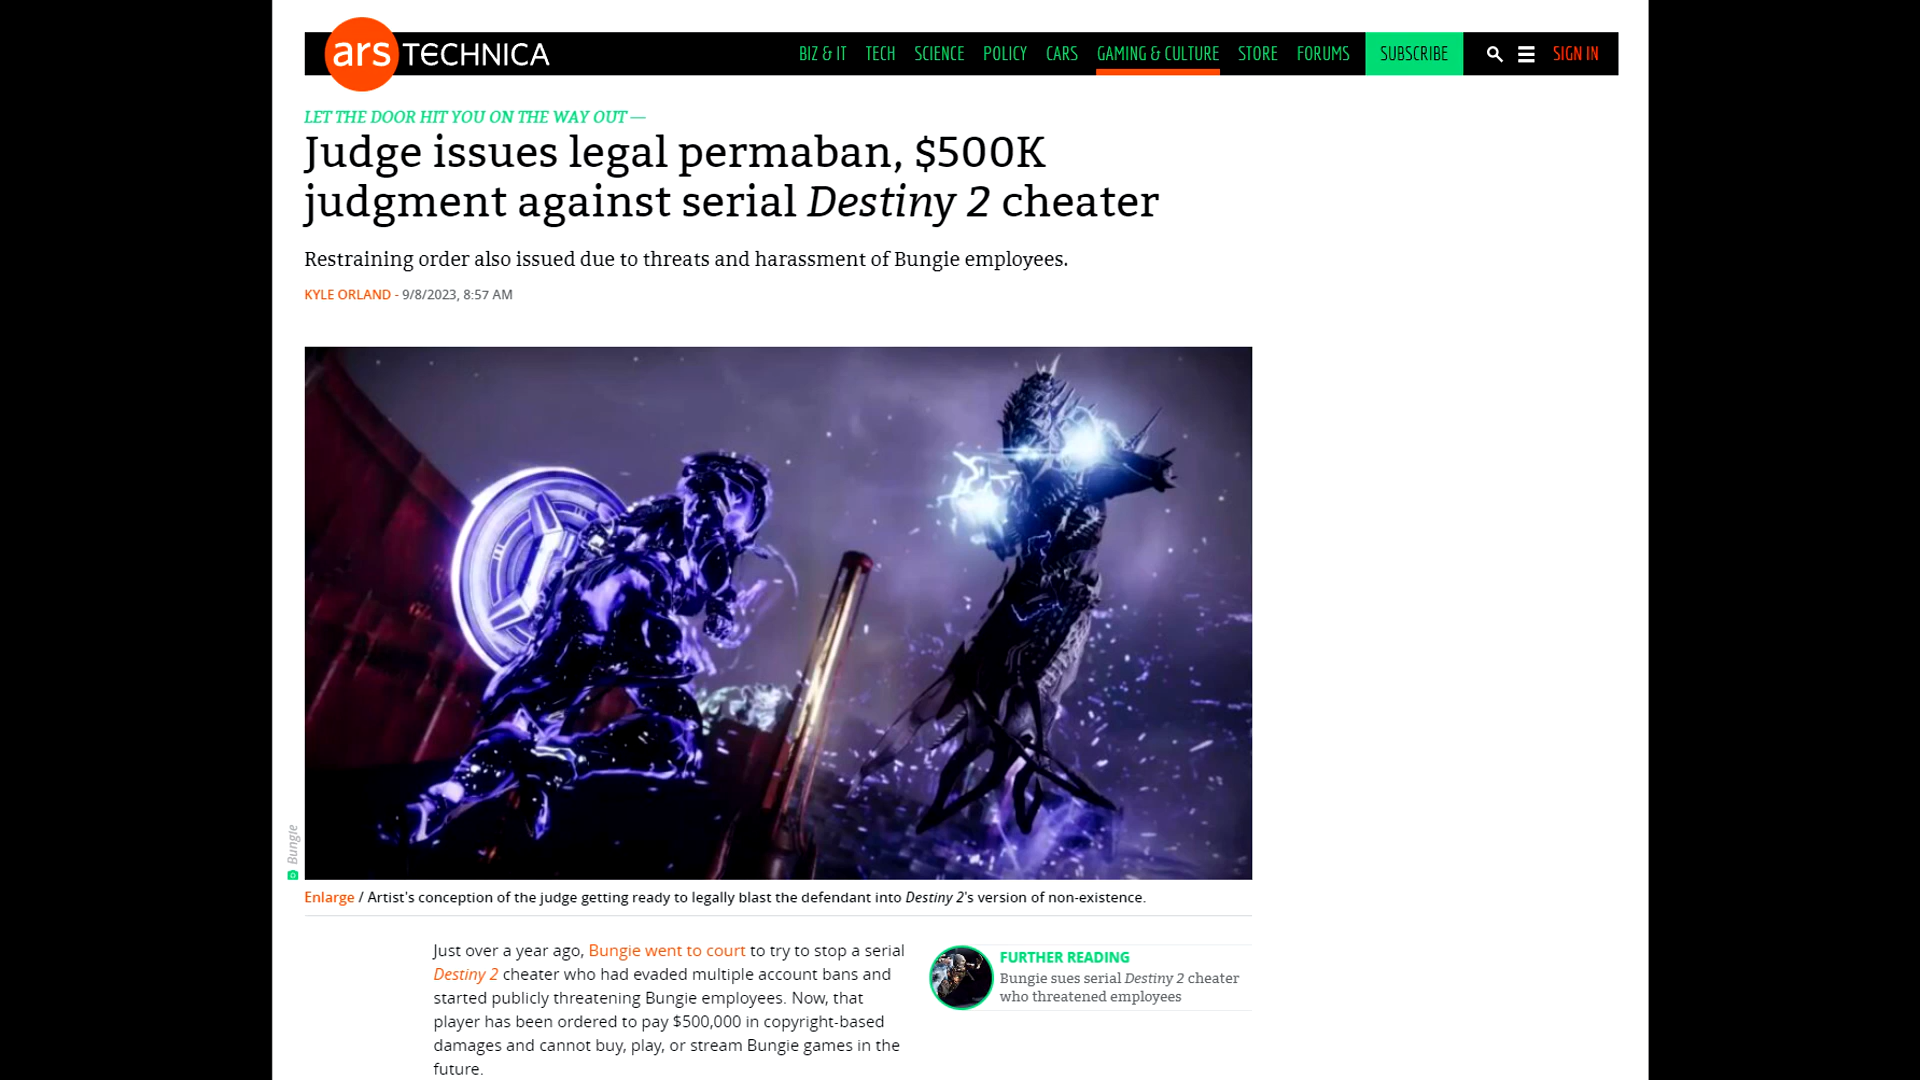 ars TECHNICA
BIZ & IT TECH SCIENCE POLICY CARS GAMING & CULTURE STORE FORUMS SUBSCRIBE SIGN IN
LET THE DOOR HIT YOU ON THE WAY OUT —
Judge issues legal permaban, $500K
judgment against serial Destiny 2 cheater
Restraining order also issued due to threats and harassment of Bungie employees.
KYLE ORLAND - 9/8/2023, 8:57 AM
Bungie
Enlarge / Artist's conception of the judge getting ready to legally blast the defendant into Destiny 2's version of non-existence.
Just over a year ago, Bungie went to court to try to stop a serial
Destiny 2 cheater who had evaded multiple account bans and
started publicly threatening Bungie employees. Now, that
player has been ordered to pay $500,000 in copyright-based
damages and cannot buy, play, or stream Bungie games in the
future.
FURTHER READING
Bungie sues serial Destiny 2 cheater
who threatened employees